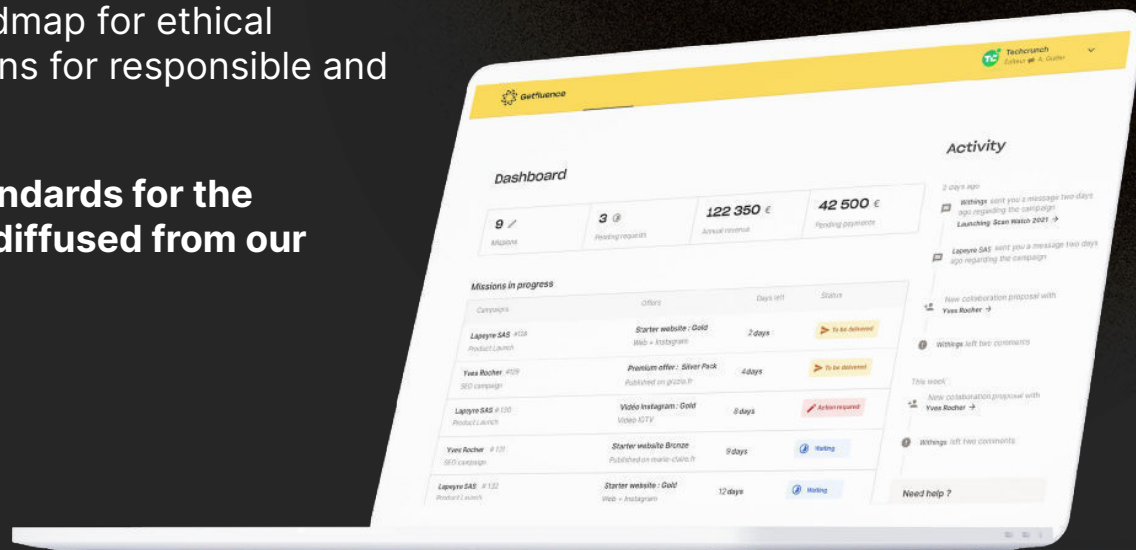 dmap for ethical
ns for responsible and
ndards for the
diffused from our
Getfluence
Techcrunch
Dashboard
9
Missions
3
Pending requests
122 350 €
Annual revenue
42 500 €
Pending payments
Missions in progress
Campaigns Offers Days left Status
Lapeyre SAS
Product Launch
Starter website : Gold
Web + Instagram
2 days
To be delivered
Yves Rocher #129
SEO campaign
Premium offer : Silver Pack
Published on grazia.fr
4 days
To be delivered
Lapeyre SAS # 130
Product Launch
Vidéo Instagram : Gold
Video IGTV
8 days
Action required
Yves Rocher # 131
SEO campaign
Starter website Bronze
Published on marie-claire.fr
9 days
Waiting
Lapeyre SAS # 132
Product Launch
Starter website : Gold
Web + Instagram
12 days
Waiting
Activity
2 days ago
Withings sent you a message two days
ago regarding the campaign
Launching Scan Watch 2021 →
Lapeyre SAS sent you a message two days
ago regarding the campaign
New collaboration proposal with
Yves Rocher →
Withings left two comments
This week
New collaboration proposal with
Yves Rocher →
Withings left two comments
Need help ?